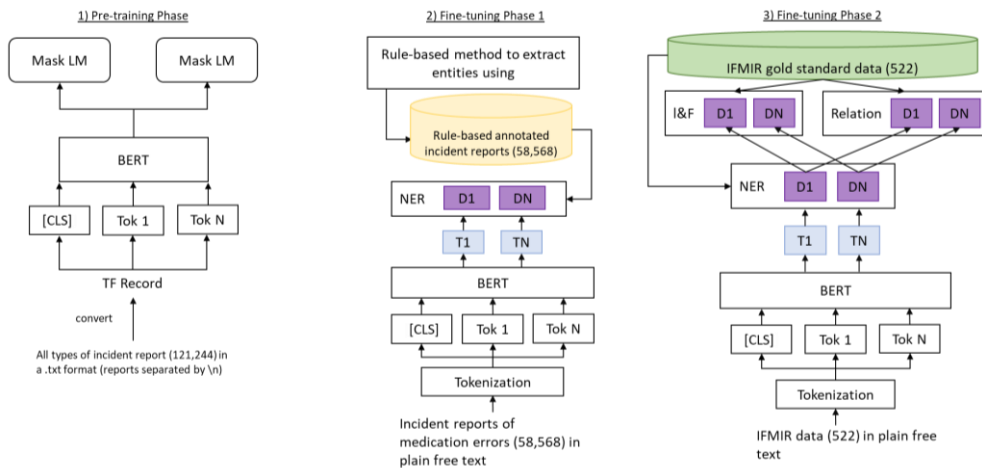 1) Pre-training Phase
Mask LM
Mask LM
BERT
[CLS]
Tok 1
Tok N
TF Record
convert
All types of incident report (121,244) in
a .txt format (reports separated by \n)
2) Fine-tuning Phase 1
Rule-based method to extract
entities using
Rule-based annotated
incident reports (58,568)
NER
D1
DN
T1
TN
BERT
[CLS]
Tok 1
Tok N
Tokenization
Incident reports of
medication errors (58,568) in
plain free text
3) Fine-tuning Phase 2
IFMIR gold standard data (522)
I&F
D1
DN
Relation
D1
DN
NER
D1
DN
T1
TN
BERT
[CLS]
Tok 1
Tok N
Tokenization
IFMIR data (522) in plain free
text